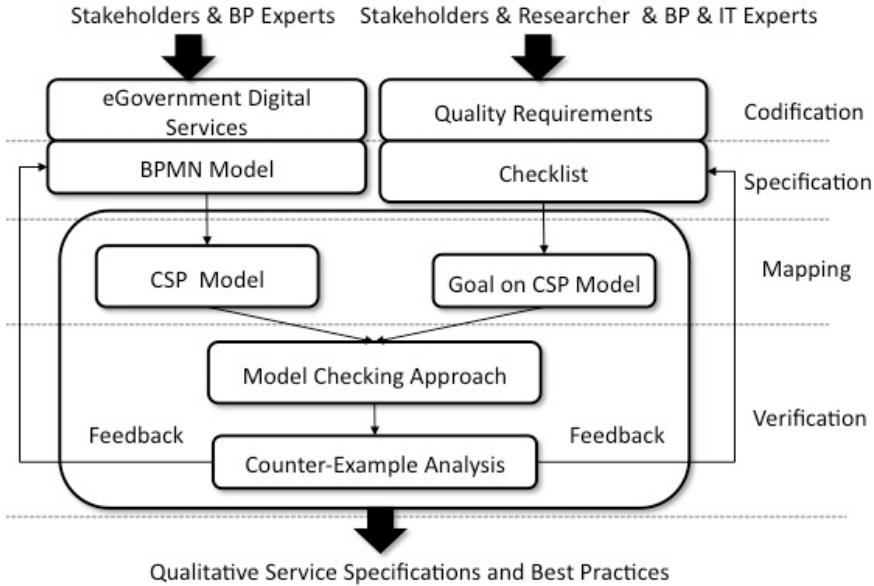 Stakeholders & BP Experts
Stakeholders & Researcher & BP & IT Experts
eGovernment Digital
Services
Quality Requirements
Codification
BPMN Model
Checklist
Specification
CSP Model
Goal on CSP Model
Mapping
Model Checking Approach
Verification
Feedback
Feedback
Counter-Example Analysis
Qualitative Service Specifications and Best Practices